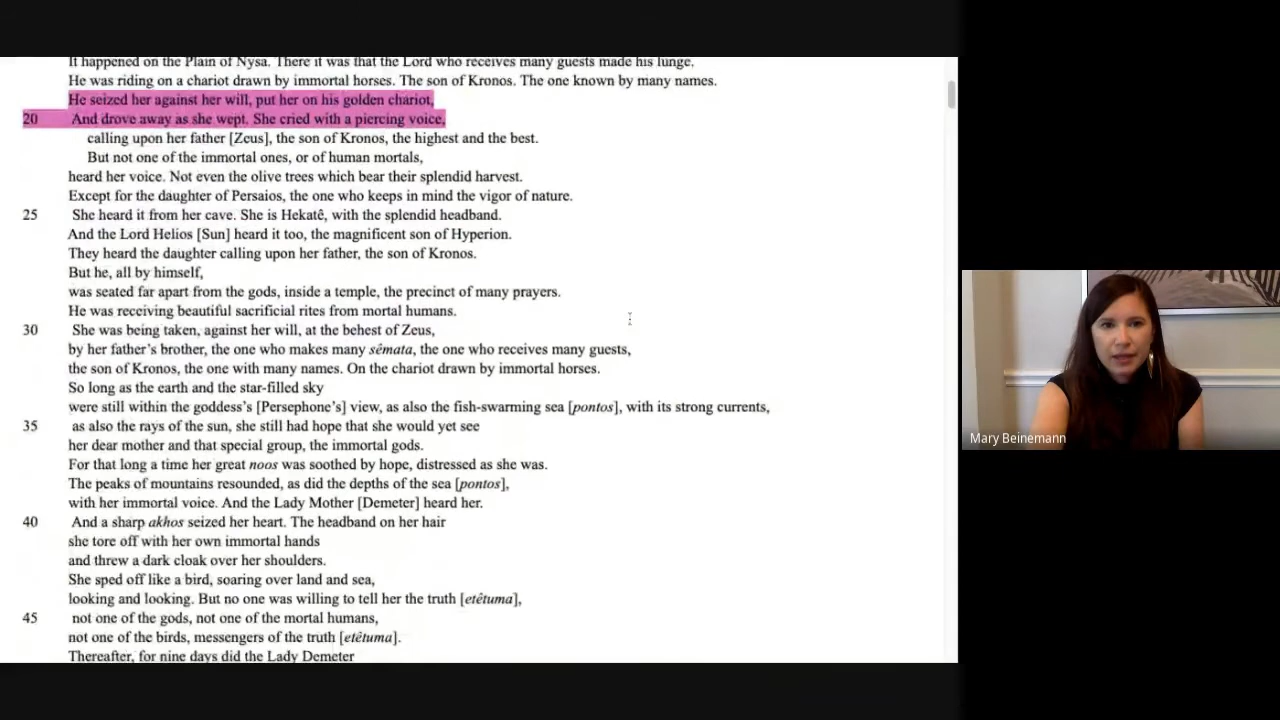 It happened on the Plain of Nysa. There it was that the Lord who receives many guests made his lunge.
He was riding on a chariot drawn by immortal horses. The son of Kronos. The one known by many names.
He seized her against her will, put her on his golden chariot,
20 And drove away as she wept. She cried with a piercing voice,
calling upon her father [Zeus], the son of Kronos, the highest and the best.
But not one of the immortal ones, or of human mortals,
heard her voice. Not even the olive trees which bear their splendid harvest.
Except for the daughter of Persaios, the one who keeps in mind the vigor of nature.
25 She heard it from her cave. She is Hekatê, with the splendid headband.
And the Lord Helios [Sun] heard it too, the magnificent son of Hyperion.
They heard the daughter calling upon her father, the son of Kronos.
But he, all by himself,
was seated far apart from the gods, inside a temple, the precinct of many prayers.
He was receiving beautiful sacrificial rites from mortal humans.
30 She was being taken, against her will, at the behest of Zeus,
by her father's brother, the one who makes many sêmata, the one who receives many guests,
the son of Kronos, the one with many names. On the chariot drawn by immortal horses.
So long as the earth and the star-filled sky
were still within the goddess's [Persephone's] view, as also the fish-swarming sea [pontos], with its strong currents,
35 as also the rays of the sun, she still had hope that she would yet see
her dear mother and that special group, the immortal gods.
For that long a time her great noos was soothed by hope, distressed as she was.
The peaks of mountains resounded, as did the depths of the sea [pontos],
with her immortal voice. And the Lady Mother [Demeter] heard her.
40 And a sharp akhos seized her heart. The headband on her hair
she tore off with her own immortal hands
and threw a dark cloak over her shoulders.
She sped off like a bird, soaring over land and sea,
looking and looking. But no one was willing to tell her the truth [etêtuma],
45 not one of the gods, not one of the mortal humans,
not one of the birds, messengers of the truth [etêtuma].
Thereafter, for nine days did the Lady Demeter
Mary Beinemann